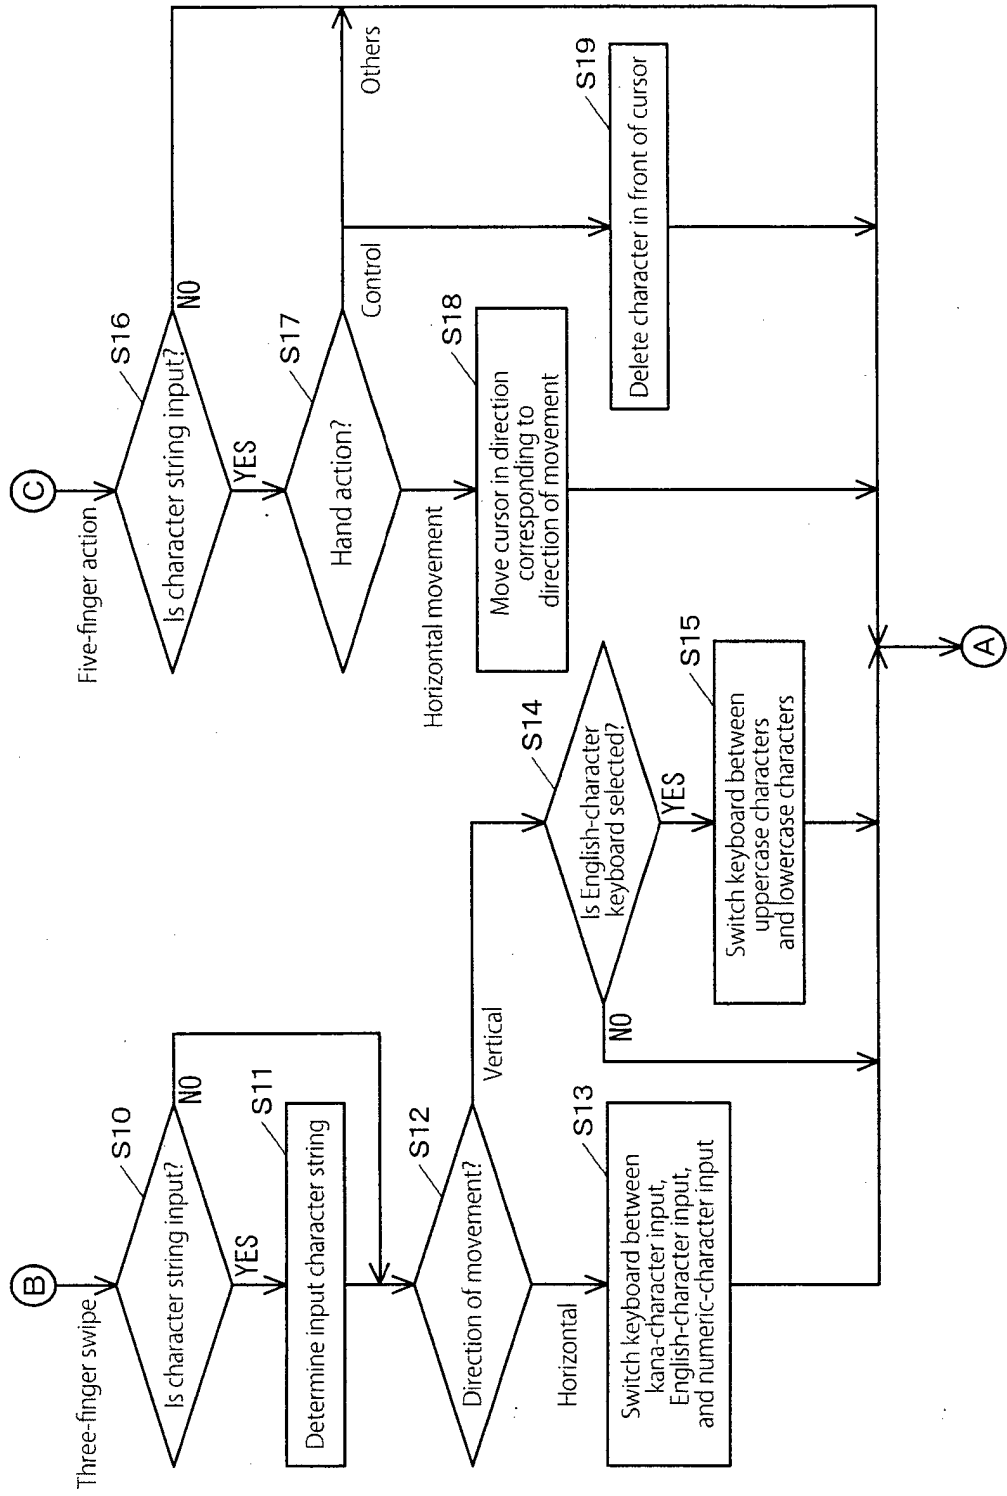 B
Three-finger swipe
S10
Is character string input?
NO
YES
S11
Determine input character string
S12
Direction of movement?
Vertical
Horizontal
S13
Switch keyboard between
kana-character input,
English-character input,
and numeric-character input
S14
Is English-character
keyboard selected?
NO
YES
S15
Switch keyboard between
uppercase characters
and lowercase characters
C
Five-finger action
S16
Is character string input?
NO
YES
S17
Hand action?
Others
Control
Horizontal movement
S18
Move cursor in direction
corresponding to
direction of movement
S19
Delete character in front of cursor
A